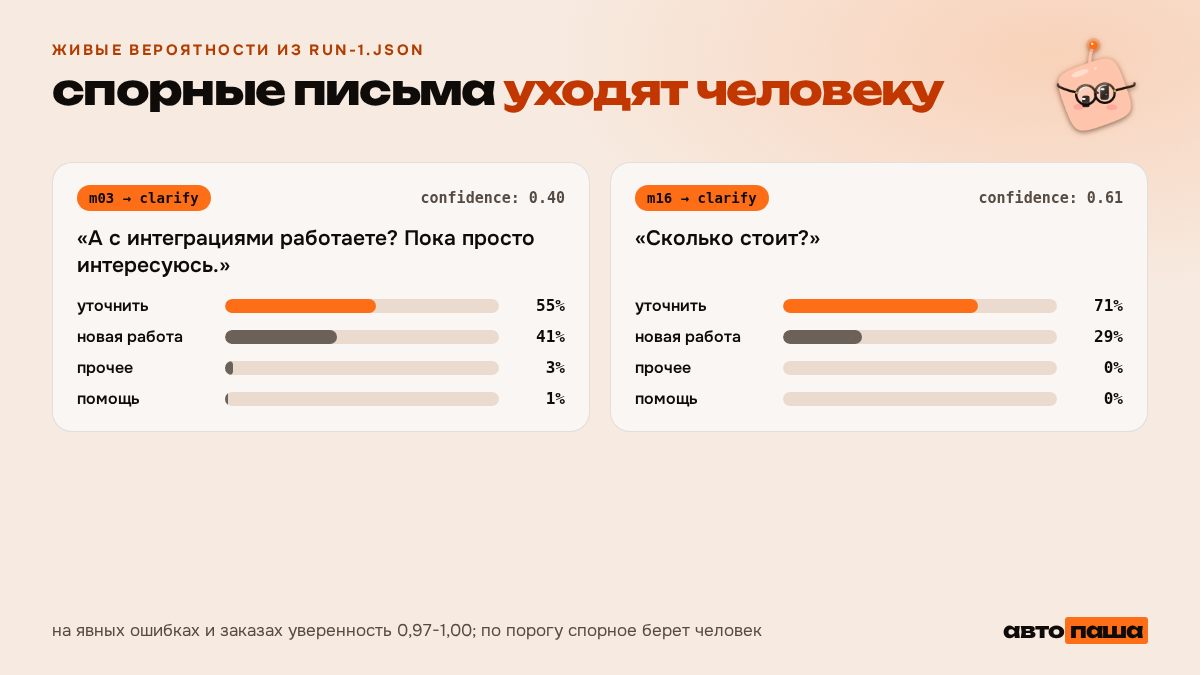 ЖИВЫЕ ВЕРОЯТНОСТИ ИЗ RUN-1.JSON
спорные письма уходят человеку
m03 → clarify
confidence: 0.40
«А с интеграциями работаете? Пока просто
интересуюсь.»
уточнить 55%
новая работа 41%
прочее 3%
помощь 1%
m16 → clarify
confidence: 0.61
«Сколько стоит?»
уточнить 71%
новая работа 29%
прочее 0%
помощь 0%
на явных ошибках и заказах уверенность 0,97-1,00; по порогу спорное берет человек
авто паша